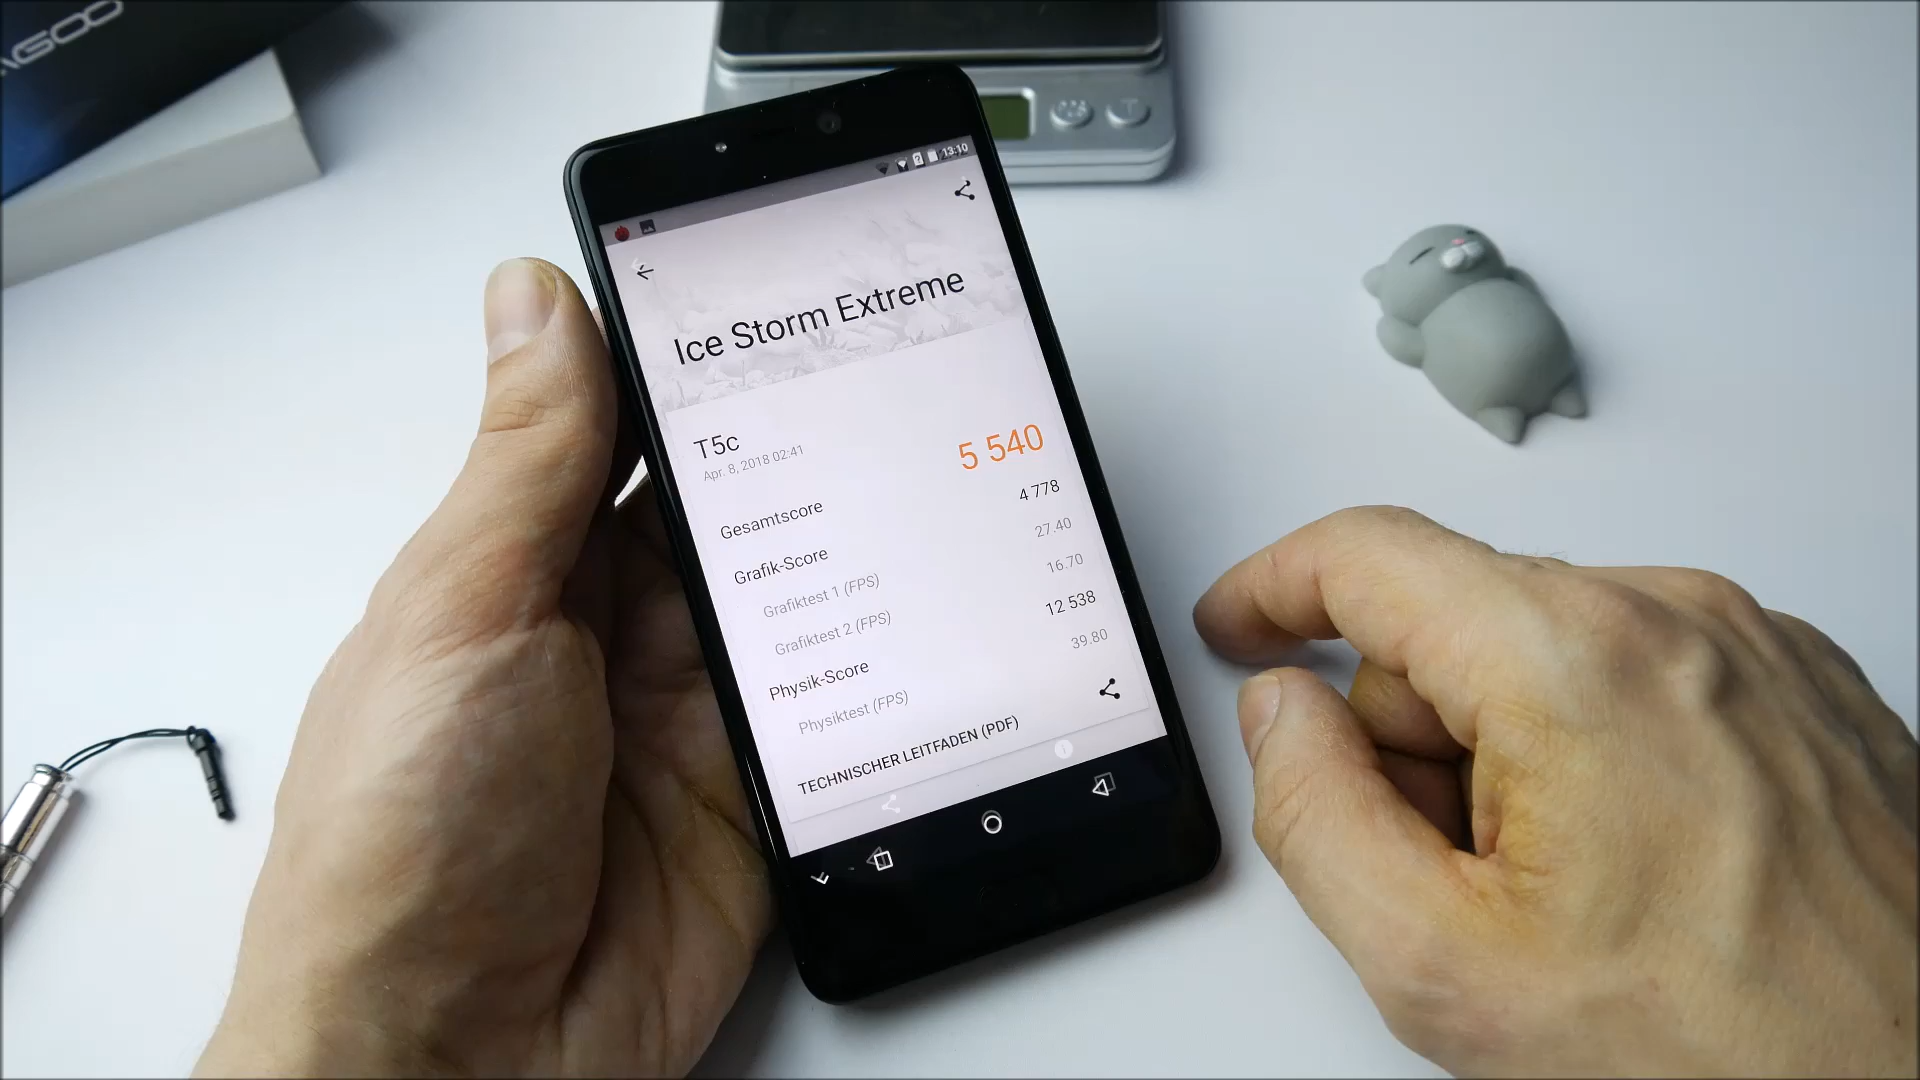 AGOO
13:10
Ice Storm Extreme
T5c
Apr. 8, 2018 02:41
5 540
Gesamtscore
4 778
Grafik-Score
27.40
Grafiktest 1 (FPS)
16.70
Grafiktest 2 (FPS)
12 538
Physik-Score
39.80
Physiktest (FPS)
TECHNISCHER LEITFADEN (PDF)
T